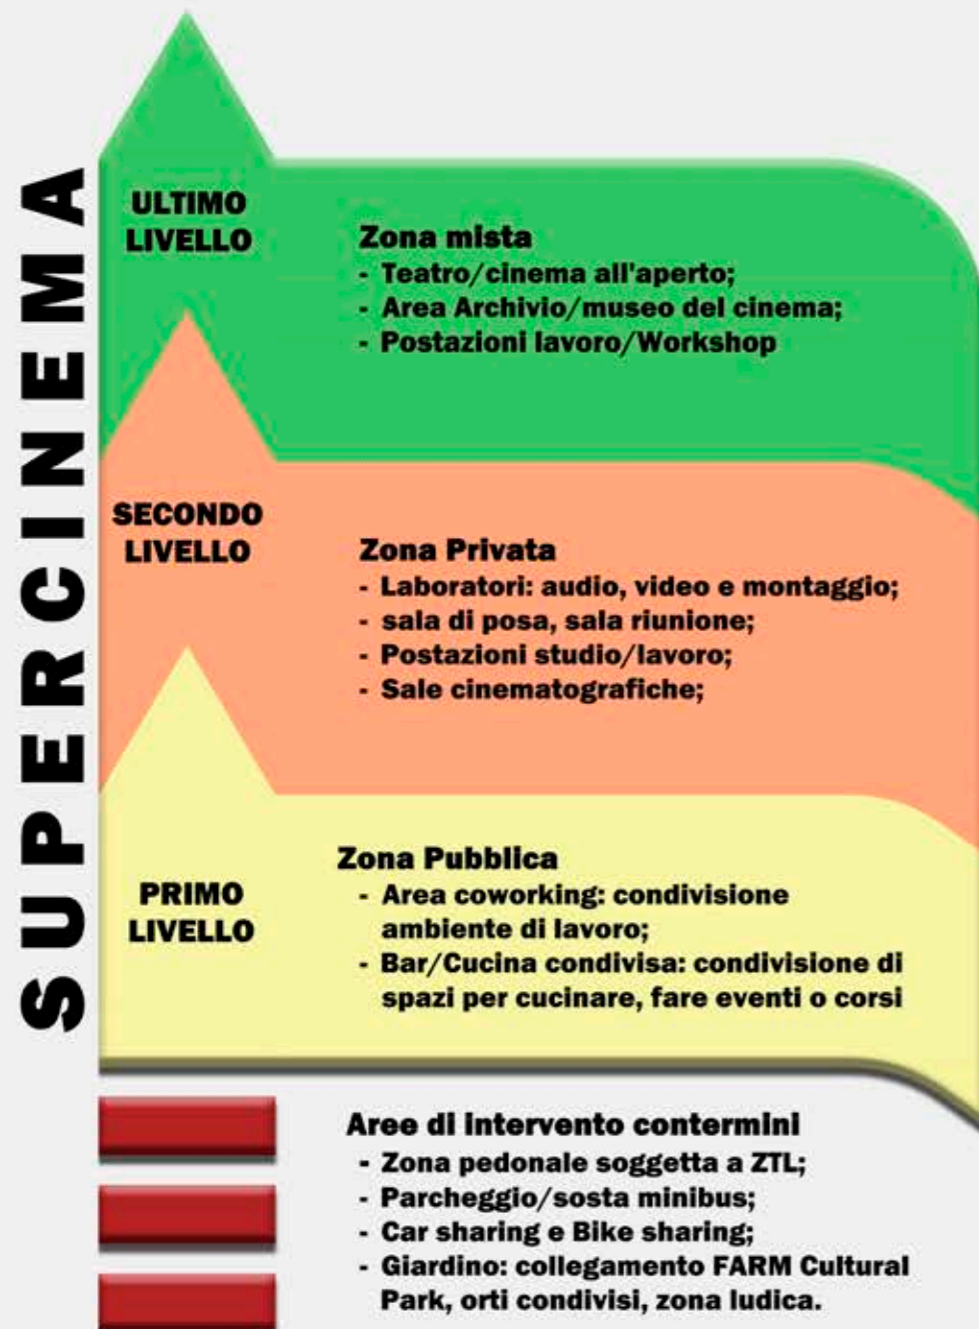 SUPERCINEMA
ULTIMO
LIVELLO
Zona mista
- Teatro/cinema all'aperto;
- Area Archivio/museo del cinema;
- Postazioni lavoro/Workshop
SECONDO
LIVELLO
Zona Privata
- Laboratori: audio, video e montaggio;
- sala di posa, sala riunione;
- Postazioni studio/lavoro;
- Sale cinematografiche;
PRIMO
LIVELLO
Zona Pubblica
- Area coworking: condivisione
ambiente di lavoro;
- Bar/Cucina condivisa: condivisione di
spazi per cucinare, fare eventi o corsi
Aree di intervento contermini
- Zona pedonale soggetta a ZTL;
- Parcheggio/sosta minibus;
- Car sharing e Bike sharing;
- Giardino: collegamento FARM Cultural
Park, orti condivisi, zona ludica.